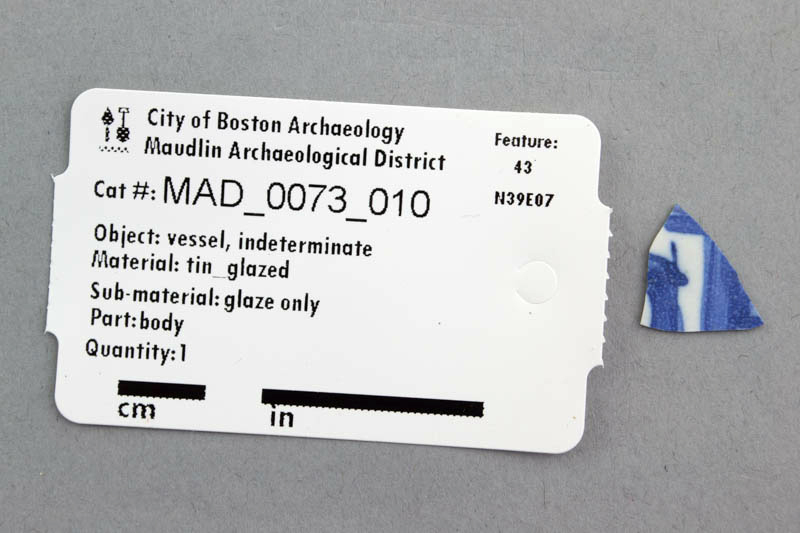 City of Boston Archaeology
Maudlin Archaeological District
Feature:
43
N39E07
Cat #: MAD_0073_010
Object: vessel, indeterminate
Material: tin_glazed
Sub-material: glaze only
Part:body
Quantity:1
cm
in